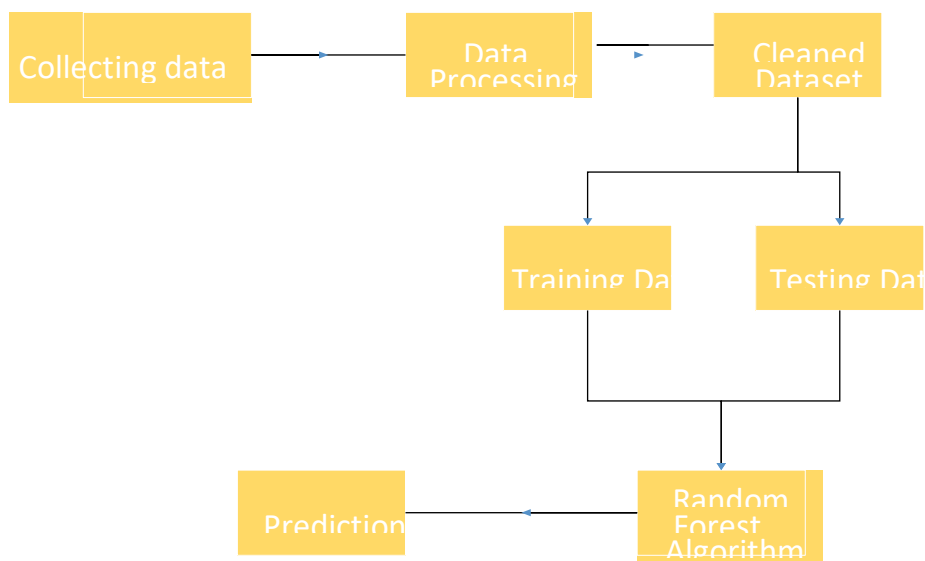 Collecting data
Data
Processing
Cleaned
Dataset
Training Da
Testing Dat
Random
Forest
Algorithm
Prediction